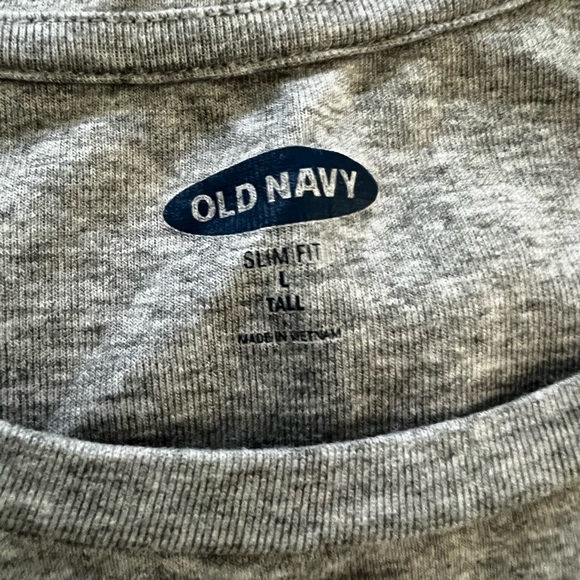 OLD NAVY
SLIM FIT
L
TALL
MADE IN VIETNAM